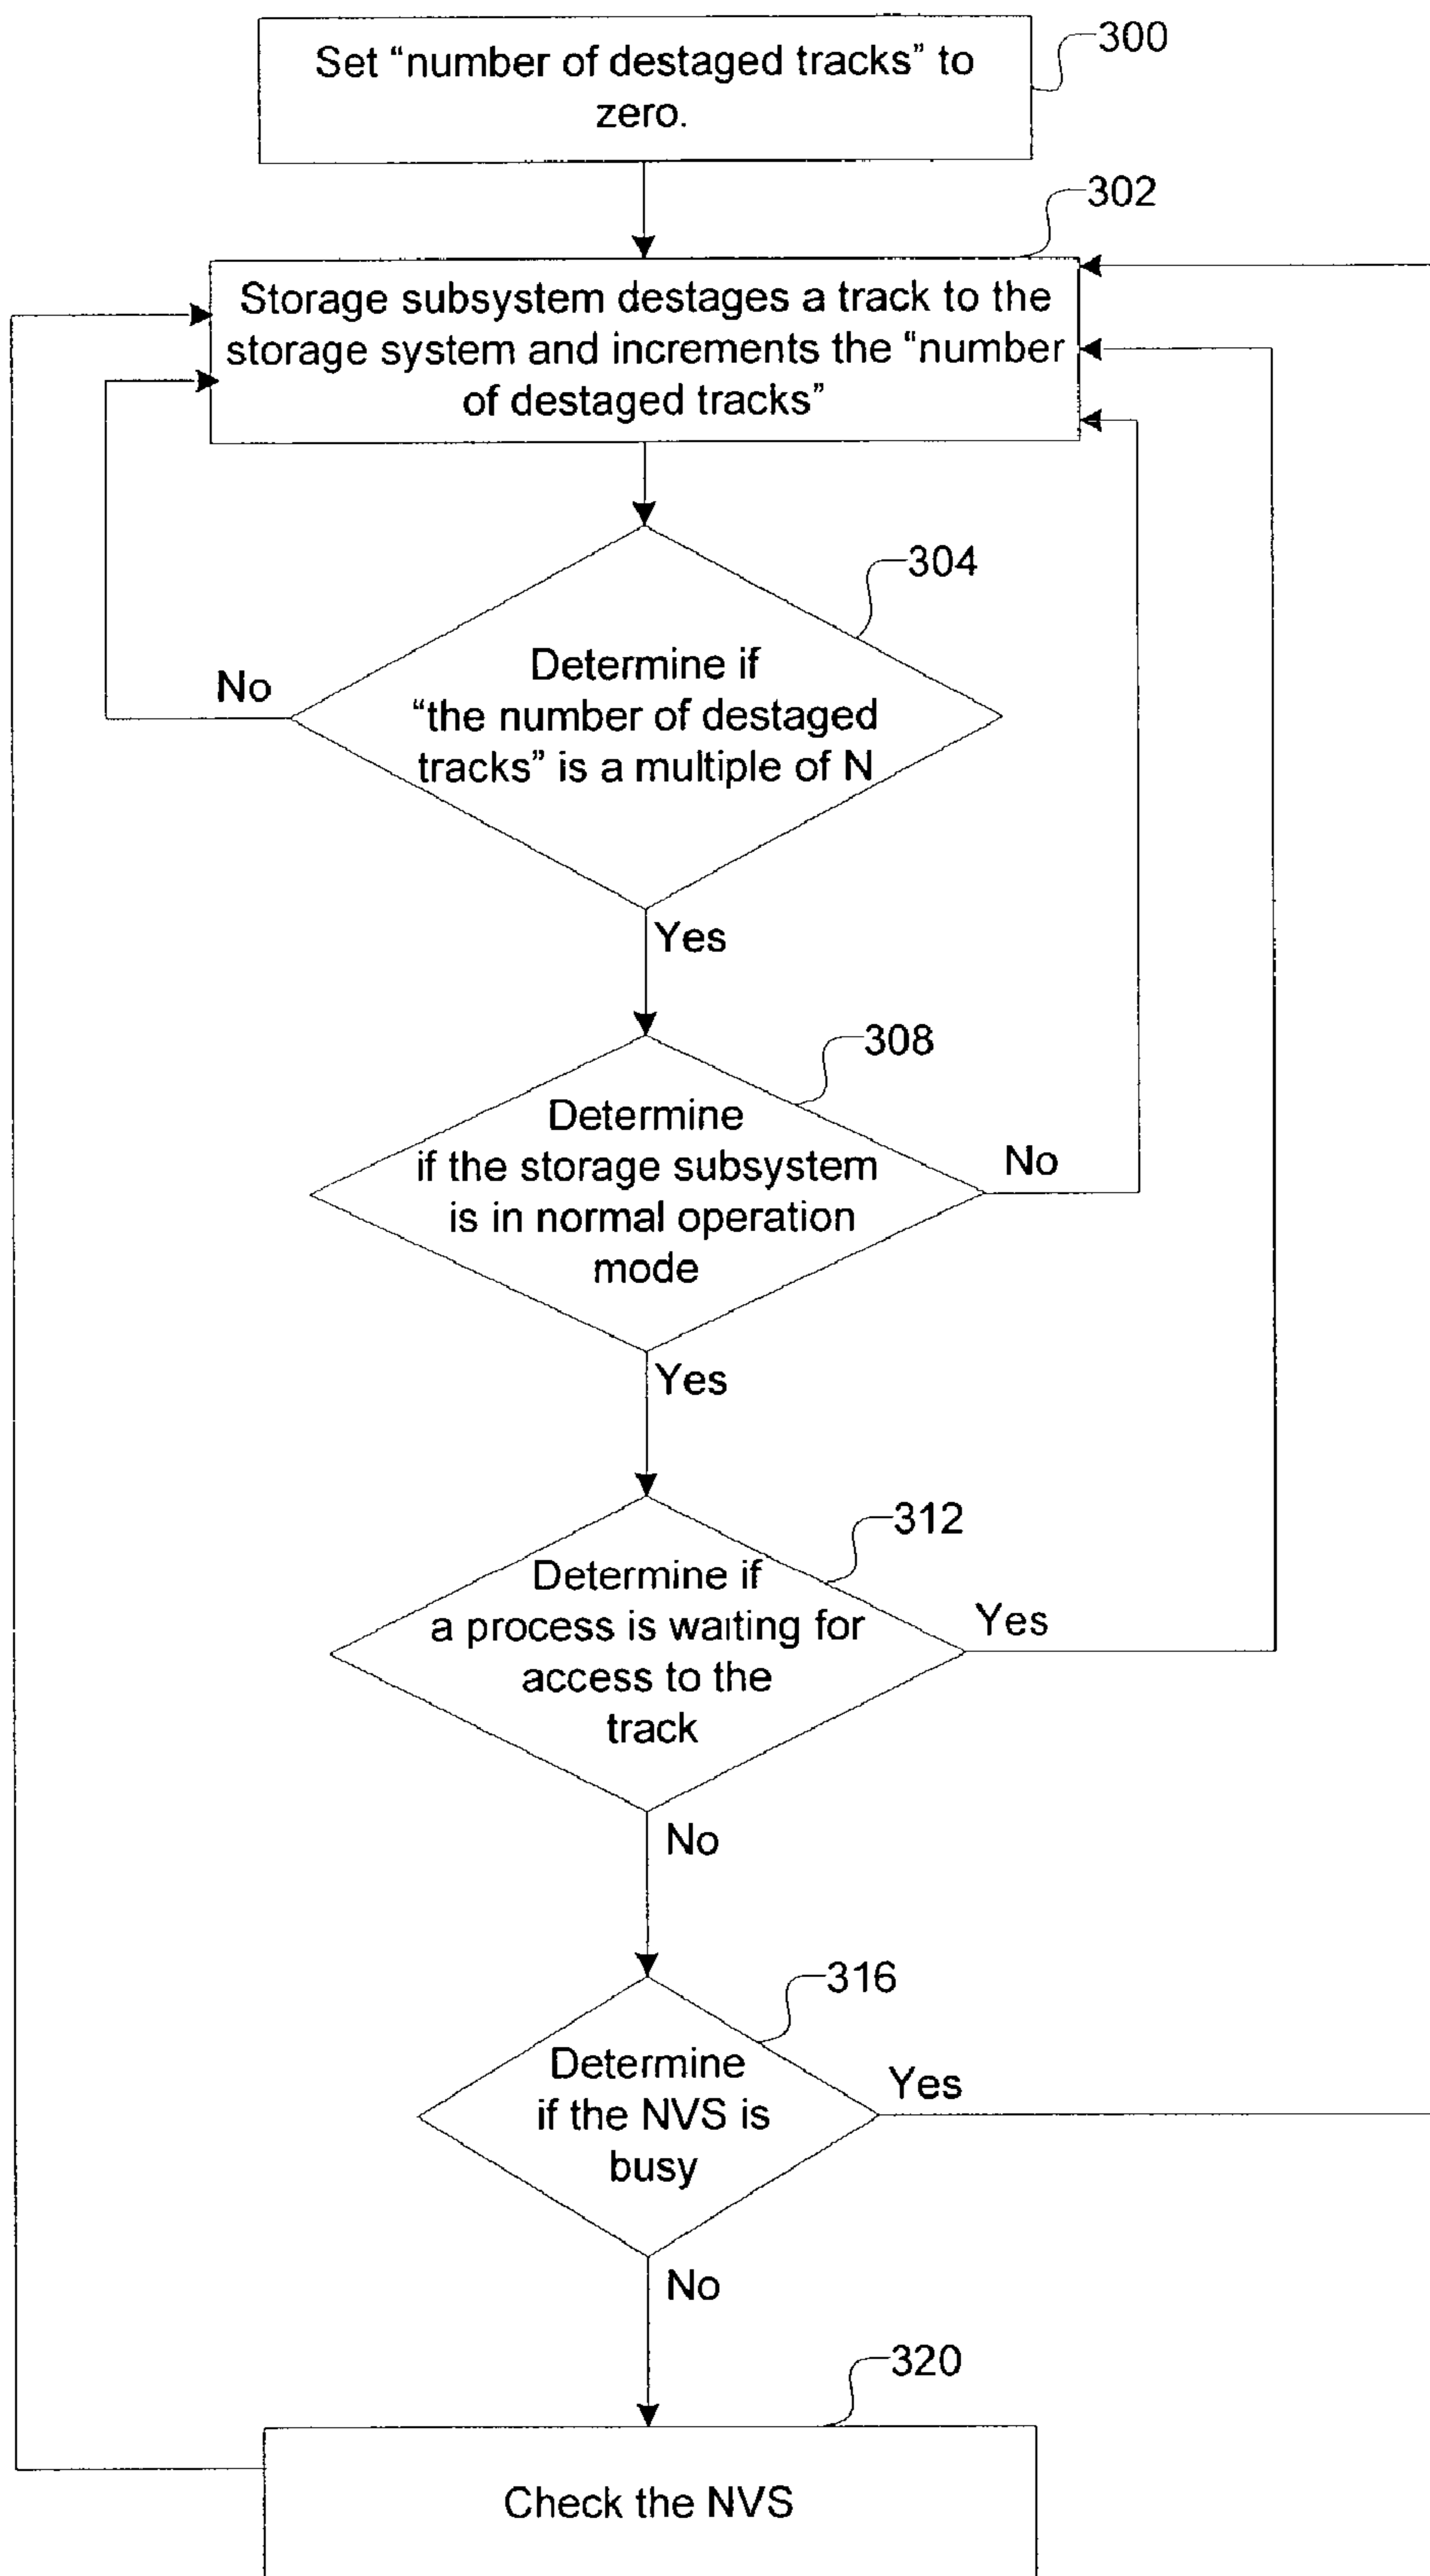 Set “number of destaged tracks” to
zero.
300
302
Storage subsystem destages a track to the
storage system and increments the “number
of destaged tracks”
304
Determine if
“the number of destaged
tracks” is a multiple of N
No
Yes
308
Determine
if the storage subsystem
is in normal operation
mode
No
Yes
312
Determine if
a process is waiting for
access to the
track
Yes
No
316
Determine
if the NVS is
busy
Yes
No
320
Check the NVS